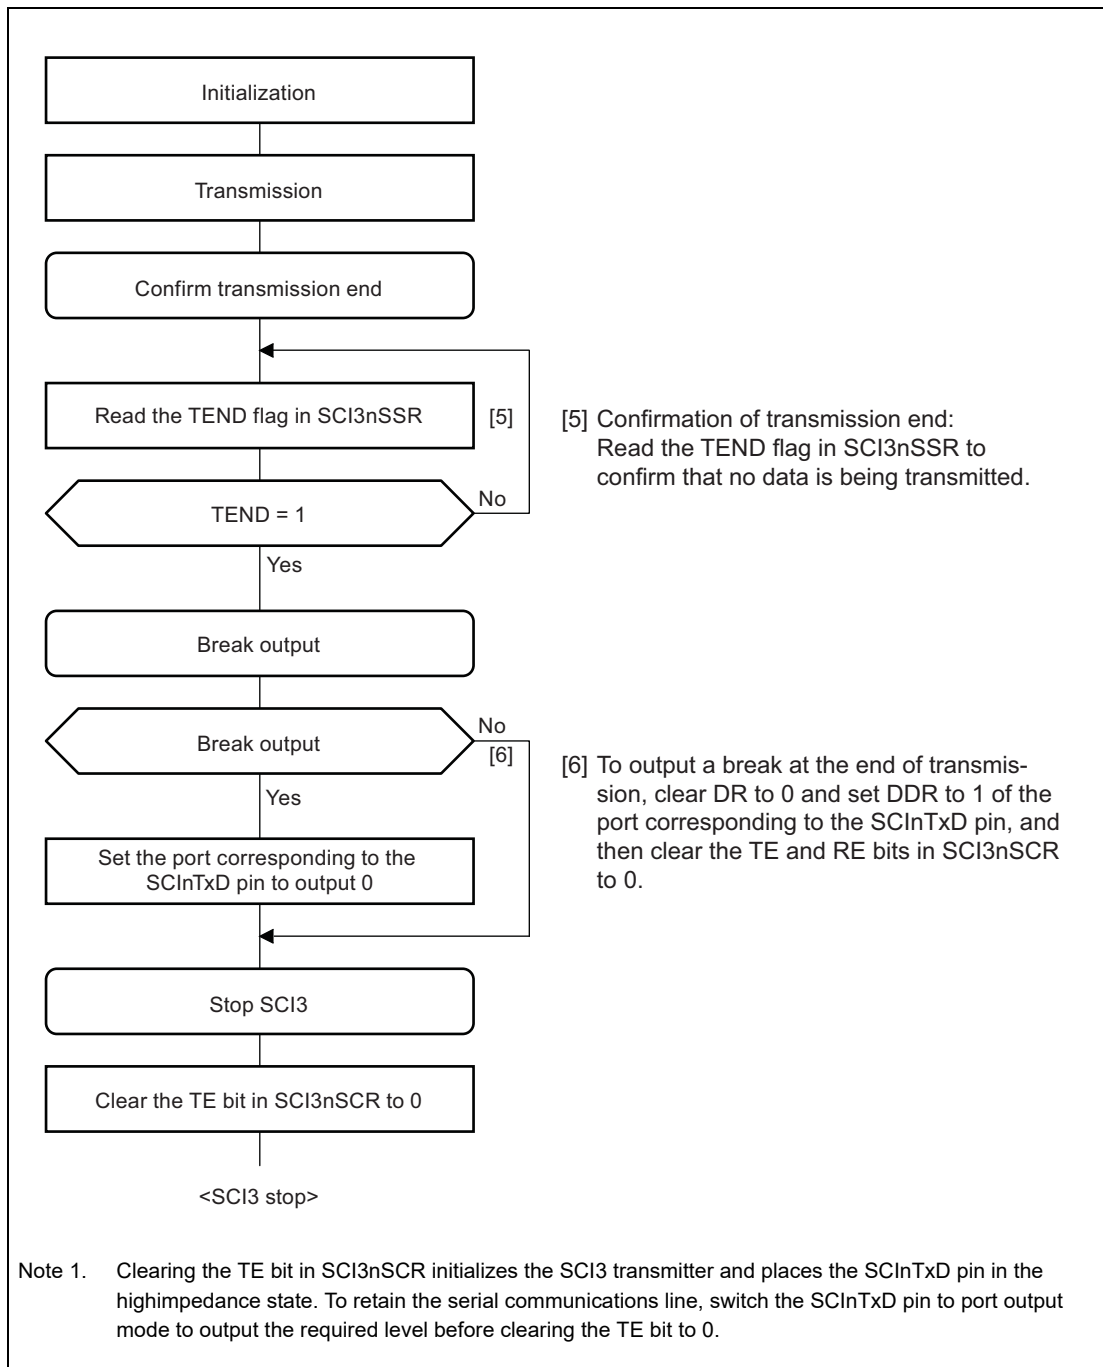 Initialization
Transmission
Confirm transmission end
Read the TEND flag in SCI3nSSR
[5]
[5] Confirmation of transmission end:
Read the TEND flag in SCI3nSSR to
confirm that no data is being transmitted.
No
TEND = 1
Yes
Break output
No
Break output
[6]
[6] To output a break at the end of transmis-
sion, clear DR to 0 and set DDR to 1 of the
port corresponding to the SCInTxD pin, and
then clear the TE and RE bits in SCI3nSCR
to 0.
Yes
Set the port corresponding to the
SCInTxD pin to output 0
Stop SCI3
Clear the TE bit in SCI3nSCR to 0
<SCI3 stop>
Note 1. Clearing the TE bit in SCI3nSCR initializes the SCI3 transmitter and places the SCInTxD pin in the
highimpedance state. To retain the serial communications line, switch the SCInTxD pin to port output
mode to output the required level before clearing the TE bit to 0.